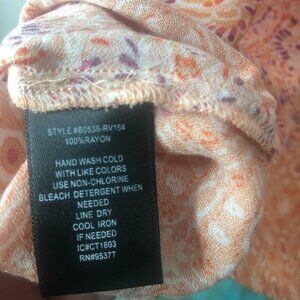 STYLE #B0536-RV164
100%RAYON
HAND WASH COLD
WITH LIKE COLORS
USE NON-CHLORINE
BLEACH DETERGENT WHEN
NEEDED
LINE DRY
COOL IRON
IF NEEDED
IC#CT1603
RN#95377